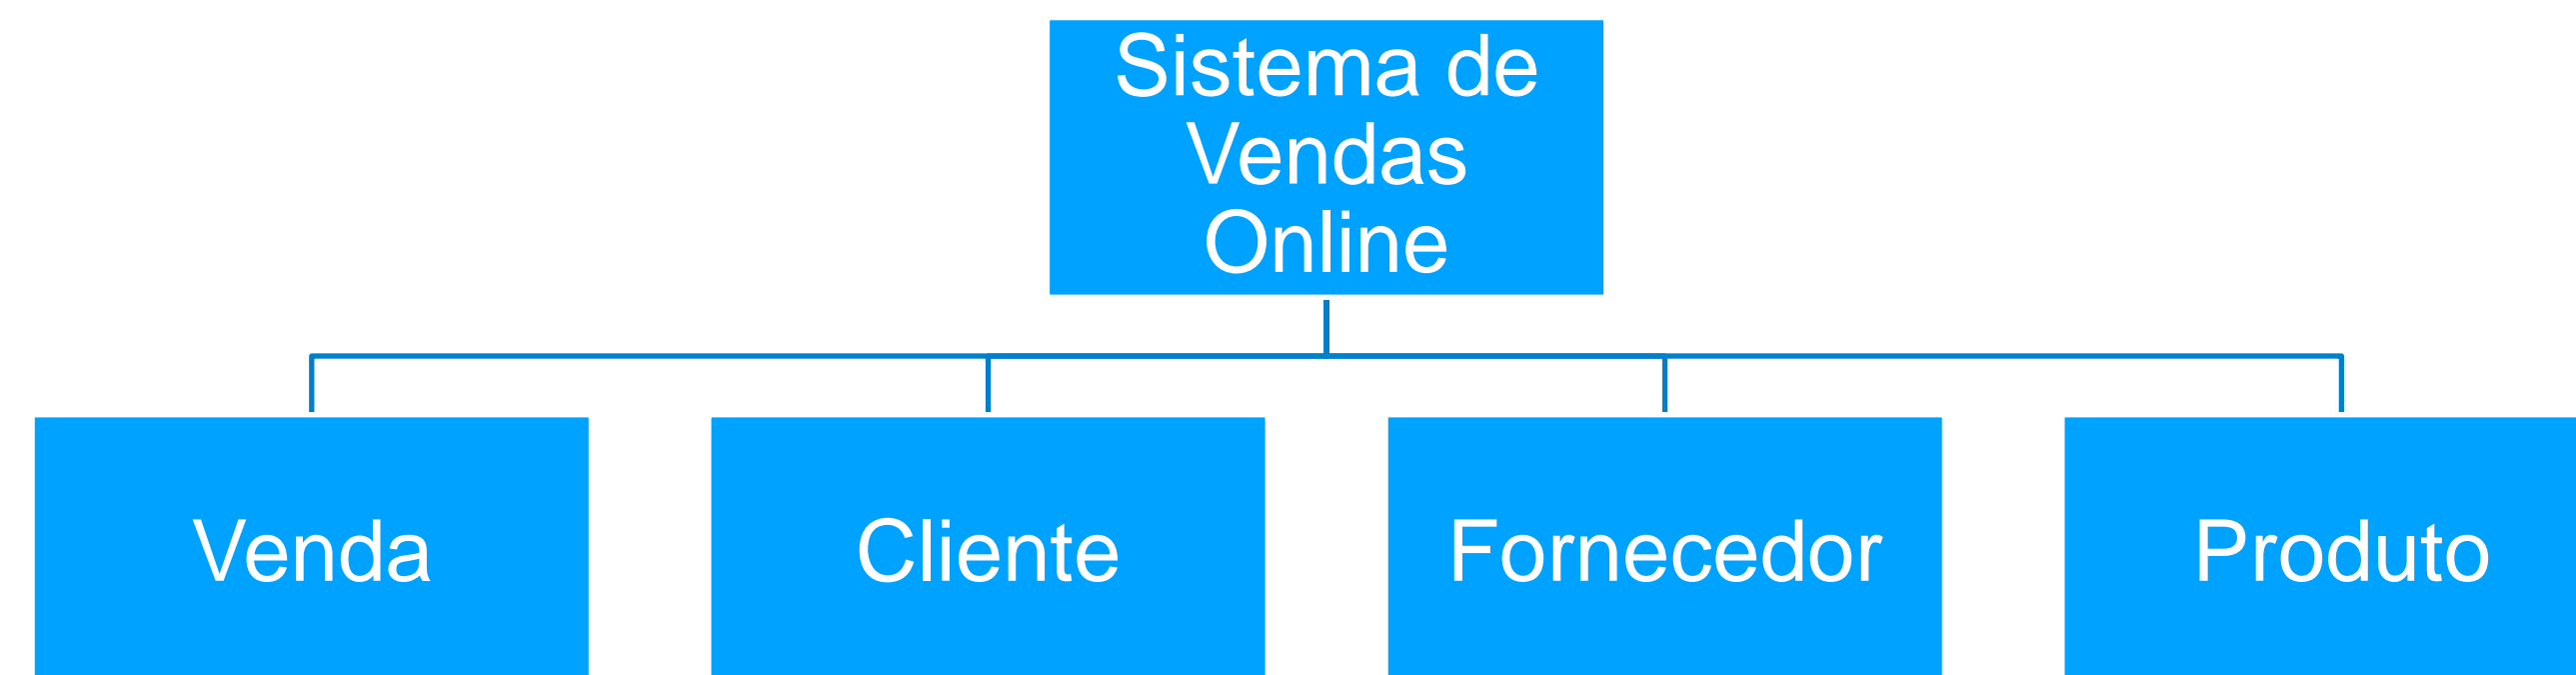 Sistema de
Vendas
Online
Venda
Cliente
Fornecedor
Produto